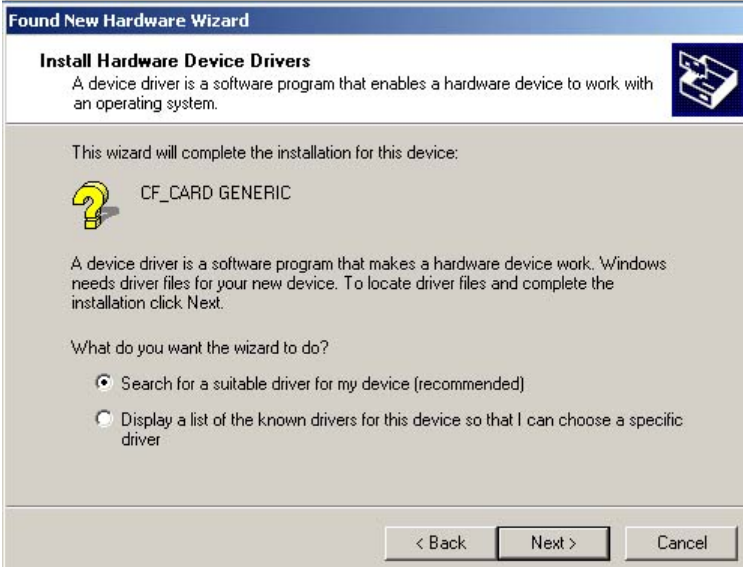 Found New Hardware Wizard
Install Hardware Device Drivers
A device driver is a software program that enables a hardware device to work with
an operating system.
This wizard will complete the installation for this device:
CF_CARD GENERIC
A device driver is a software program that makes a hardware device work. Windows
needs driver files for your new device. To locate driver files and complete the
installation click Next.
What do you want the wizard to do?
Search for a suitable driver for my device (recommended)
Display a list of the known drivers for this device so that I can choose a specific
driver
< Back
Next >
Cancel